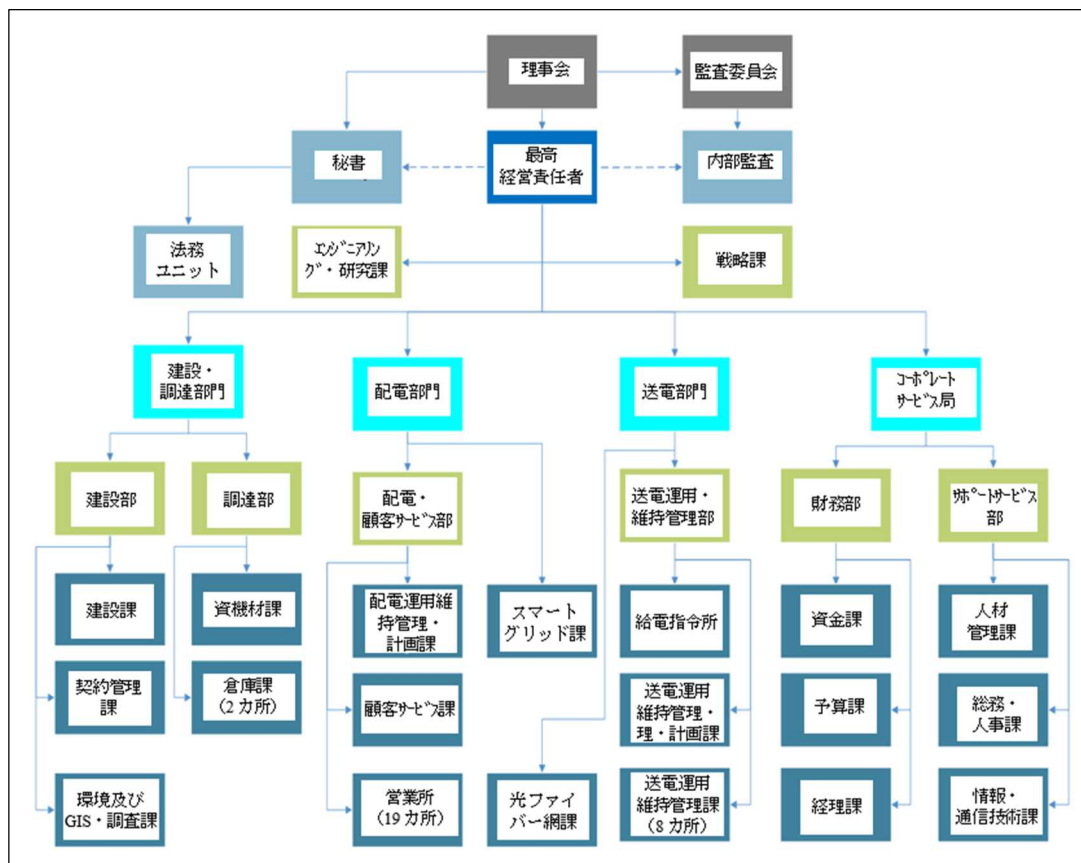 理事会
監査委員会
秘書
最高
経営責任者
内部監査
法務
ユニット
ｴﾝｼﾞﾆｱﾘﾝ
ｸﾞ・研究課
戦略課
建設・
調達部門
配電部門
送電部門
ｺｰﾎﾟﾚｰﾄ
ｻｰﾋﾞｽ局
建設部
調達部
配電・
顧客ｻｰﾋﾞｽ部
送電運用・
維持管理部
財務部
ｻﾎﾟｰﾄｻｰﾋﾞｽ
部
建設課
資機材課
配電運用維
持管理・
計画課
スマート
グリッド課
給電指令所
資金課
人材
管理課
契約管理
課
倉庫課
(2カ所)
顧客ｻｰﾋﾞｽ課
送電運用
維持管理・
理・計画課
予算課
総務・
人事課
環境及び
GIS・調査課
営業所
(19カ所)
光ファイ
バー網課
送電運用
維持管理課
(8カ所)
経理課
情報・
通信技術課